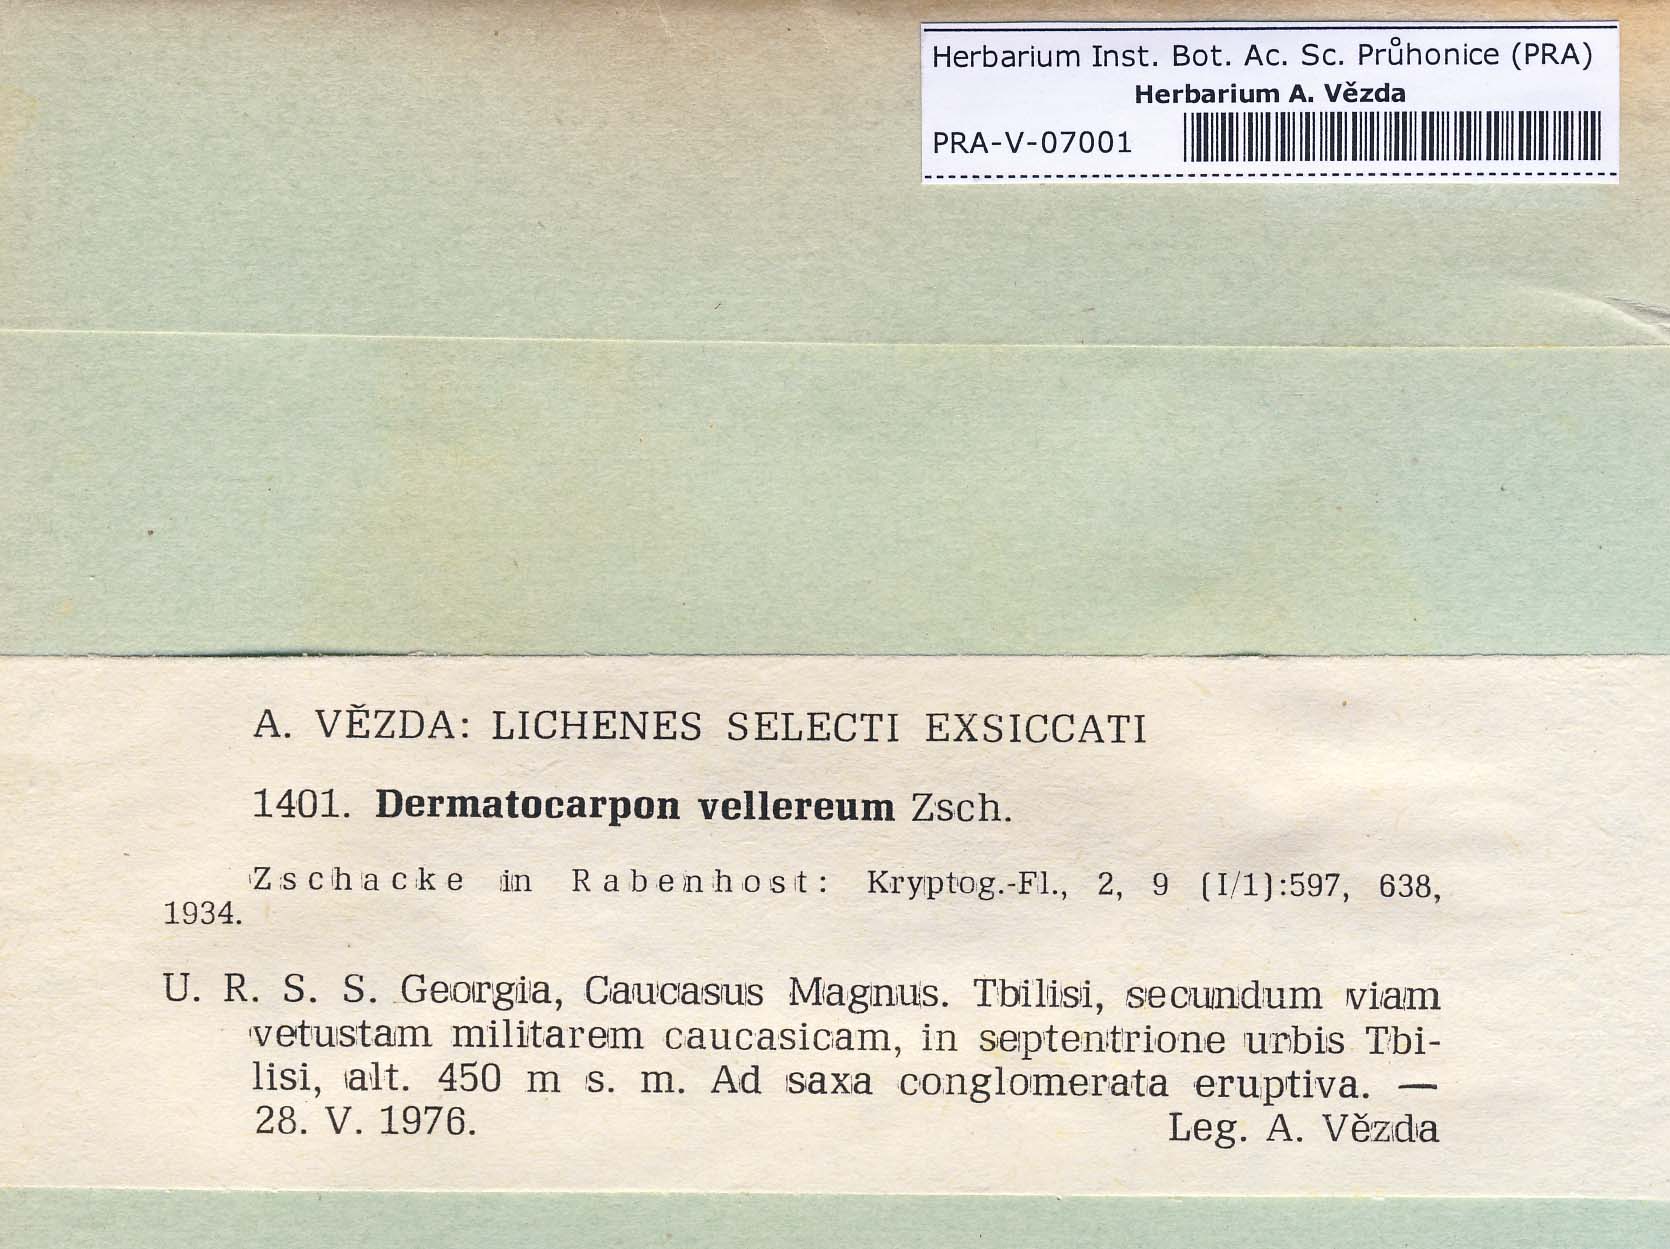 Herbarium Inst. Bot. Ac. Sc. Průhonice (PRA)
Herbarium A. Vězda
PRA-V-07001
A. VĚZDA: LICHENES SELECTI EXSICCATI
1401. Dermatocarpon vellereum Zsch.
Zschacke in Rabenhost: Kryptog.-Fl., 2, 9 (I/1):597, 638,
1934.
U. R. S. S. Georgia, Caucasus Magnus. Tbilisi, secundum viam
vetustam militarem caucasicam, in septentrione urbis Tbi-
lisi, alt. 450 m s. m. Ad saxa conglomerata eruptiva. —
28. V. 1976. Leg. A. Vězda